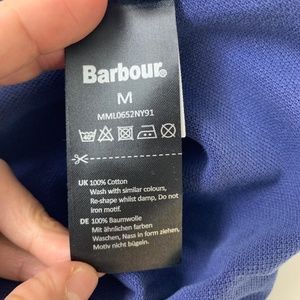 Barbour®
M
MML0652NY91
UK 100% Cotton
Wash with similar colours,
Re-shape whilst damp, Do not
iron motif.
DE 100% Baumwolle
Mit ähnlichen farben
Waschen, Nass in form ziehen,
Motiv nicht bügeln.